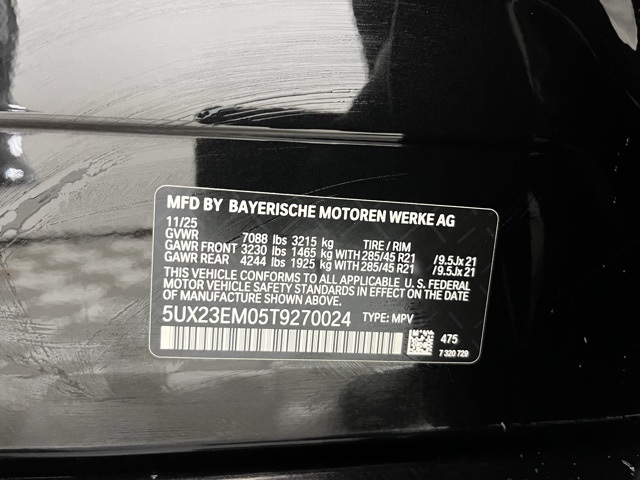 MFD BY BAYERISCHE MOTOREN WERKE AG
11/25
GVWR 7088 lbs 3215 kg TIRE / RIM
GAWR FRONT 3230 lbs 1465 kg WITH 285/45 R21 /9.5Jx21
GAWR REAR 4244 lbs 1925 kg WITH 285/45 R21 /9.5Jx21
THIS VEHICLE CONFORMS TO ALL APPLICABLE U. S. FEDERAL
MOTOR VEHICLE SAFETY STANDARDS IN EFFECT ON THE DATE OF MANUFACTURE SHOWN ABOVE.
5UX23EM05T9270024 TYPE: MPV
475
7 320 729